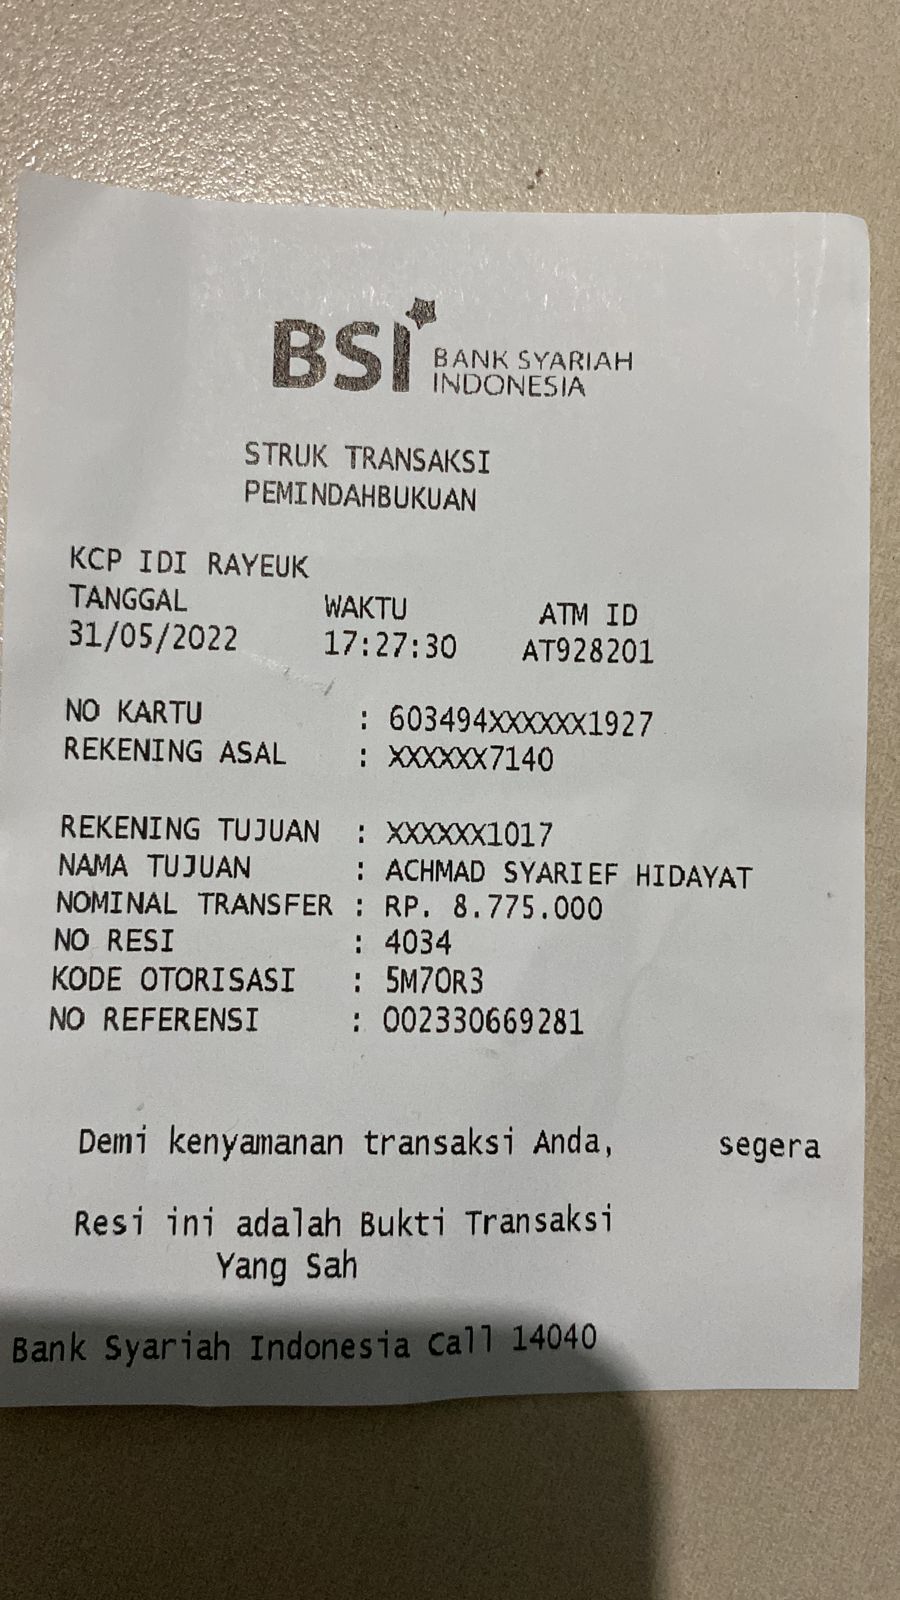 BSI BANK SYARIAH
INDONESIA
STRUK TRANSAKSI
PEMINDAHBUKUAN
KCP IDI RAYEUK
TANGGAL WAKTU ATM ID
31/05/2022 17:27:30 AT928201
NO KARTU : 603494XXXXXX1927
REKENING ASAL : XXXXXX7140
REKENING TUJUAN : XXXXXX1017
NAMA TUJUAN : ACHMAD SYARIEF HIDAYAT
NOMINAL TRANSFER : RP. 8.775.000
NO RESI : 4034
KODE OTORISASI : 5M7OR3
NO REFERENSI : 002330669281
Demi kenyamanan transaksi Anda, segera
Resi ini adalah Bukti Transaksi
Yang Sah
Bank Syariah Indonesia Call 14040